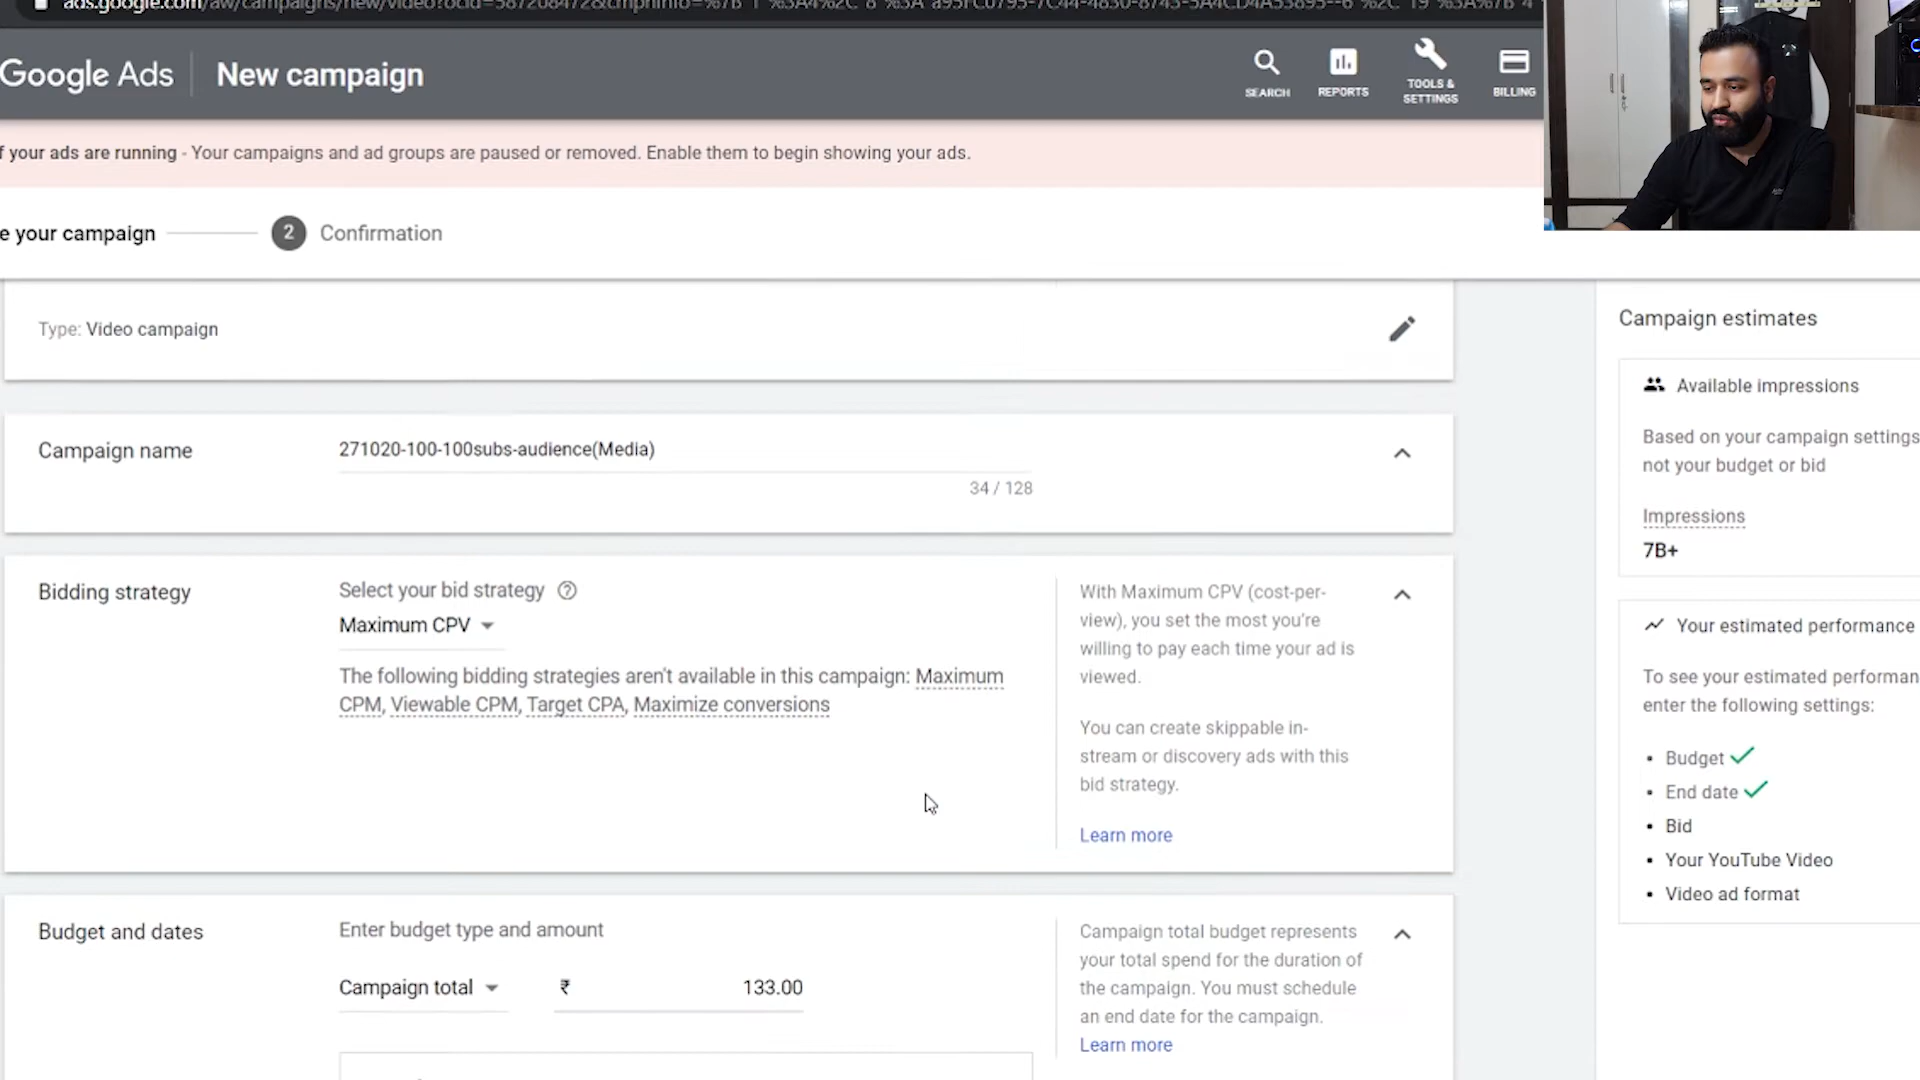 Google Ads
New campaign
SEARCH
REPORTS
TOOLS &
SETTINGS
BILLING
f your ads are running - Your campaigns and ad groups are paused or removed. Enable them to begin showing your ads.
e your campaign
2
Confirmation
Type: Video campaign
Campaign name
271020-100-100subs-audience(Media)
34 / 128
Bidding strategy
Select your bid strategy ?
Maximum CPV
The following bidding strategies aren't available in this campaign: Maximum
CPM, Viewable CPM, Target CPA, Maximize conversions
With Maximum CPV (cost-per-
view), you set the most you're
willing to pay each time your ad is
viewed.
You can create skippable in-
stream or discovery ads with this
bid strategy.
Learn more
Budget and dates
Enter budget type and amount
Campaign total
₹ 133.00
Campaign total budget represents
your total spend for the duration of
the campaign. You must schedule
an end date for the campaign.
Learn more
Campaign estimates
Available impressions
Based on your campaign settings
not your budget or bid
Impressions
7B+
Your estimated performance
To see your estimated performan
enter the following settings:
• Budget
• End date
• Bid
• Your YouTube Video
• Video ad format